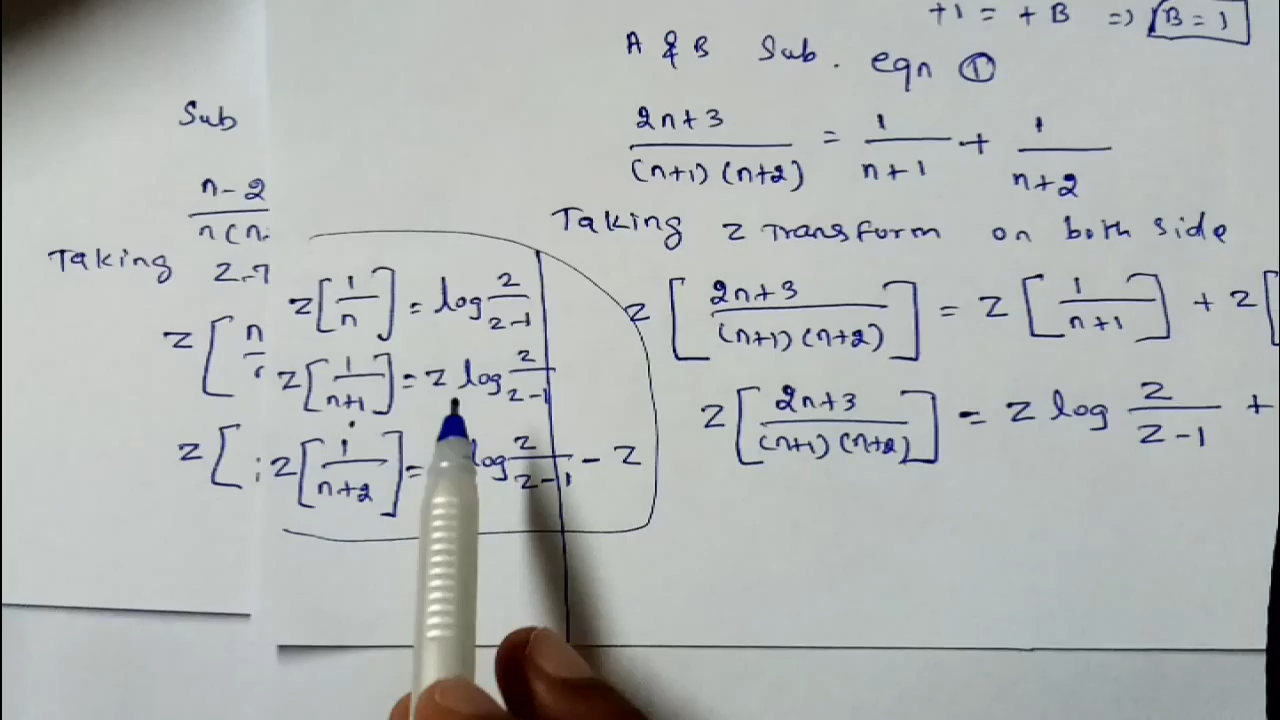 +1 = + B => B = 1
A & B Sub. eqn ①
2n+3 / (n+1) (n+2) = 1 / n+1 + 1 / n+2
Taking z Transform on both side
z [ 2n+3 / (n+1) (n+2) ] = z [ 1 / n+1 ] + z [
z [ 2n+3 / (n+1) (n+2) ] = z log z / z-1 +
Sub
n-2
Taking z-T
z [ n
z [
z [ 1 / n ] = log z / z-1
z [ 1 / n+1 ] = z log z / z-1
z [ 1 / n+2 ] = log z / z-1 - z